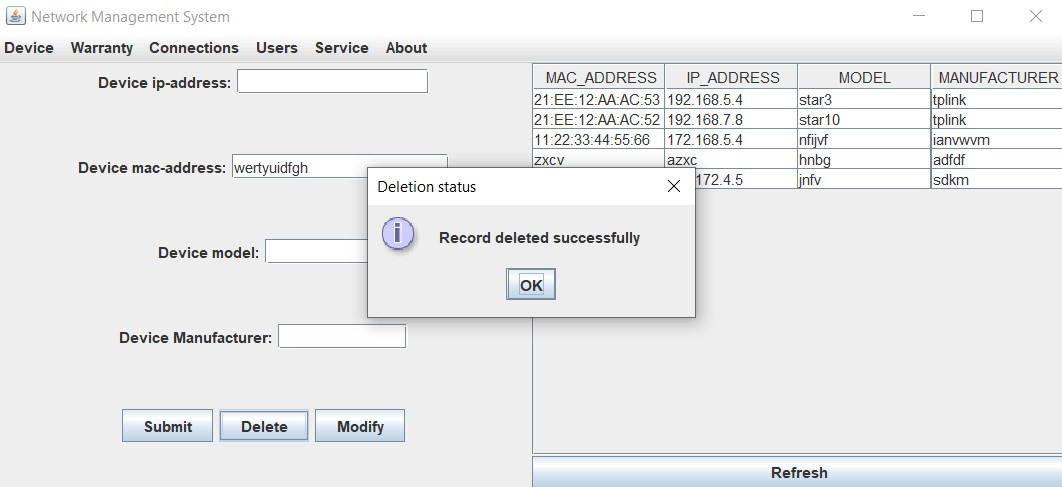 Network Management System
Device Warranty Connections Users Service About
Device ip-address:
Device mac-address: wertyuidfgh
Device model:
Device Manufacturer:
Submit Delete Modify
MAC_ADDRESS IP_ADDRESS MODEL MANUFACTURER
21:EE:12:AA:AC:53 192.168.5.4 star3 tplink
21:EE:12:AA:AC:52 192.168.7.8 star10 tplink
11:22:33:44:55:66 172.168.5.4 nfijvf ianvwvm
zxcv azxc hnbg adfdf
172.4.5 jnfv sdkm
Refresh
Deletion status
Record deleted successfully
OK